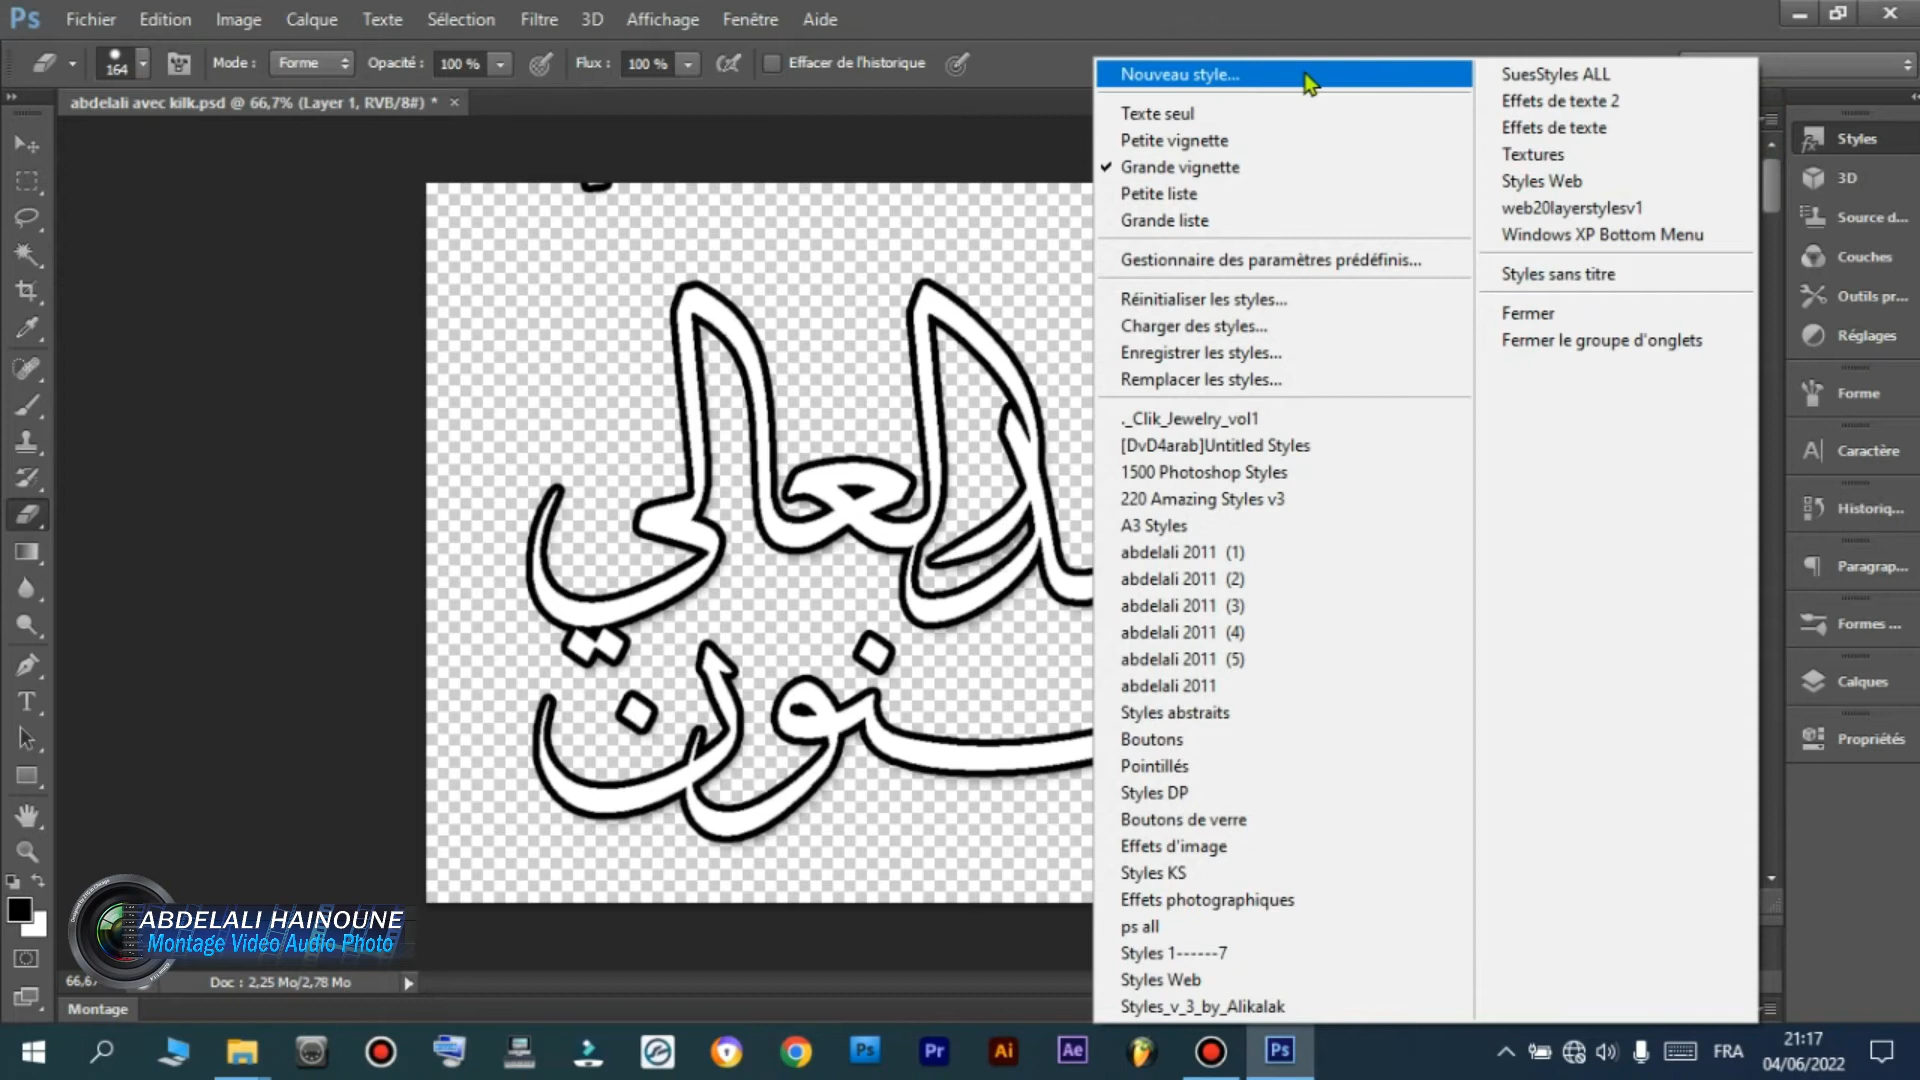 Ps Fichier Edition Image Calque Texte Sélection Filtre 3D Affichage Fenêtre Aide
164 Mode : Forme Opacité : 100 % Flux : 100 % Effacer de l'historique
abdelali avec kilk.psd @ 66,7% (Layer 1, RVB/8#) * ×
Nouveau style...
Texte seul
Petite vignette
Grande vignette
Petite liste
Grande liste
Gestionnaire des paramètres prédéfinis...
Réinitialiser les styles...
Charger des styles...
Enregistrer les styles...
Remplacer les styles...
._Clik_Jewelry_vol1
[DvD4arab]Untitled Styles
1500 Photoshop Styles
220 Amazing Styles v3
A3 Styles
abdelali 2011 (1)
abdelali 2011 (2)
abdelali 2011 (3)
abdelali 2011 (4)
abdelali 2011 (5)
abdelali 2011
Styles abstraits
Boutons
Pointillés
Styles DP
Boutons de verre
Effets d'image
Styles KS
Effets photographiques
ps all
Styles 1------7
Styles Web
Styles_v_3_by_Alikalak
SuesStyles ALL
Effets de texte 2
Effets de texte
Textures
Styles Web
web20layerstylesv1
Windows XP Bottom Menu
Styles sans titre
Fermer
Fermer le groupe d'onglets
Styles
3D
Source d...
Couches
Outils pr...
Réglages
Forme
Caractère
Historiq...
Paragrap...
Formes ...
Calques
Propriétés
ABDELALI HAINOUNE
Montage Video Audio Photo
66,6 Doc : 2,25 Mo/2,78 Mo
Montage
Ps Pr Ai Ae Ps FRA 21:17
04/06/2022